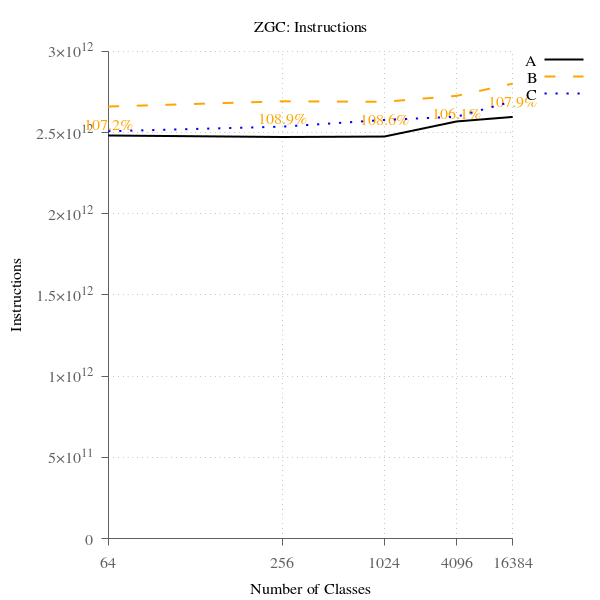 ZGC: Instructions
3×10¹²
2.5×10¹²
2×10¹²
1.5×10¹²
1×10¹²
5×10¹¹
0
Instructions
A
B
C
107.2%
108.9%
108.6%
106.1%
107.9%
64
256
1024
4096
16384
Number of Classes